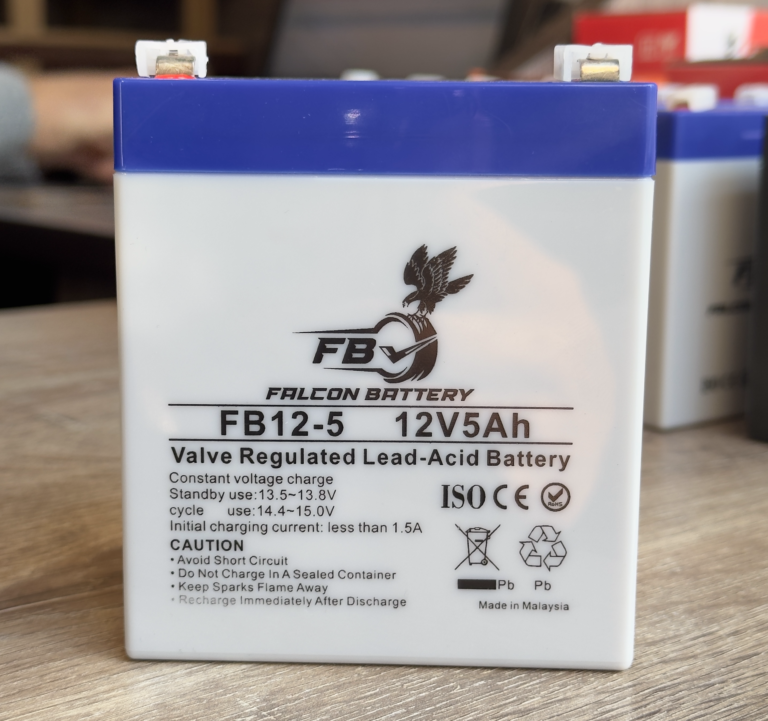 FB
FALCON BATTERY
FB12-5 12V5Ah
Valve Regulated Lead-Acid Battery
Constant voltage charge
Standby use:13.5~13.8V
cycle use:14.4~15.0V
Initial charging current: less than 1.5A
ISO CE RoHS
CAUTION
• Avoid Short Circuit
• Do Not Charge In A Sealed Container
• Keep Sparks Flame Away
• Recharge Immediately After Discharge
Pb Pb
Made in Malaysia
FALCON